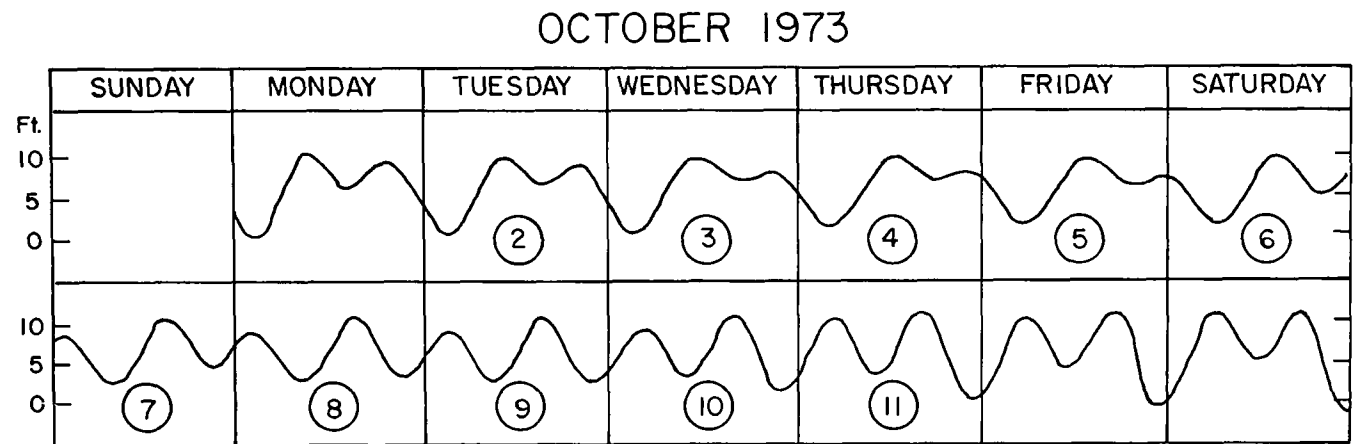 OCTOBER 1973
SUNDAY MONDAY TUESDAY WEDNESDAY THURSDAY FRIDAY SATURDAY
Ft.
10
5
0
2 3 4 5 6
10
5
0
7 8 9 10 11